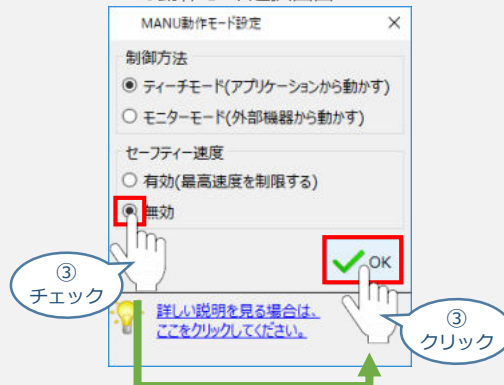 MANU動作モード設定
制御方法
ティーチモード(アプリケーションから動かす)
モニターモード(外部機器から動かす)
セーフティー速度
有効(最高速度を制限する)
無効
OK
③
チェック
詳しい説明を見る場合は、
ここをクリックしてください。
③
クリック